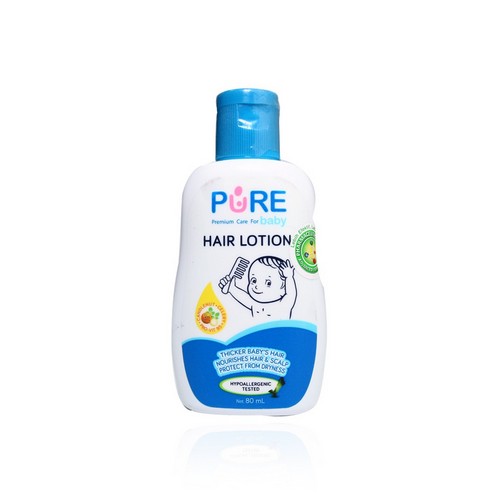 PURE
Premium Care For baby
HAIR LOTION
THICKER BABY'S HAIR
NOURISHES HAIR & SCALP
PROTECT FROM DRYNESS
HYPOALLERGENIC
TESTED
Net. 80 mL